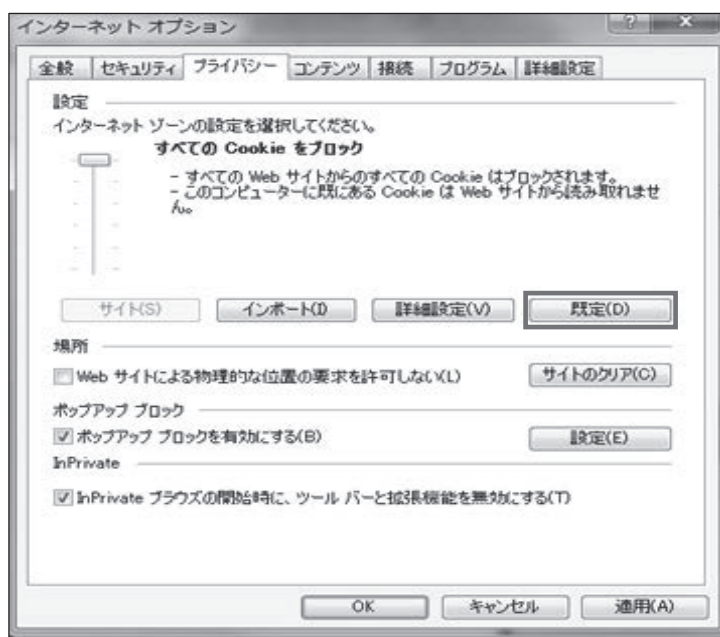 インターネット オプション
全般 セキュリティ プライバシー コンテンツ 接続 プログラム 詳細設定
設定
インターネット ゾーンの設定を選択してください。
すべての Cookie をブロック
- すべての Web サイトからのすべての Cookie はブロックされます。
- このコンピューターに既にある Cookie は Web サイトから読み取れませ
ん。
サイト(S) インポート(I) 詳細設定(V) 既定(D)
場所
Web サイトによる物理的な位置の要求を許可しない(L) サイトのクリア(C)
ポップアップ ブロック
ポップアップ ブロックを有効にする(B) 設定(E)
InPrivate
InPrivate ブラウズの開始時に、ツール バーと拡張機能を無効にする(T)
OK キャンセル 適用(A)